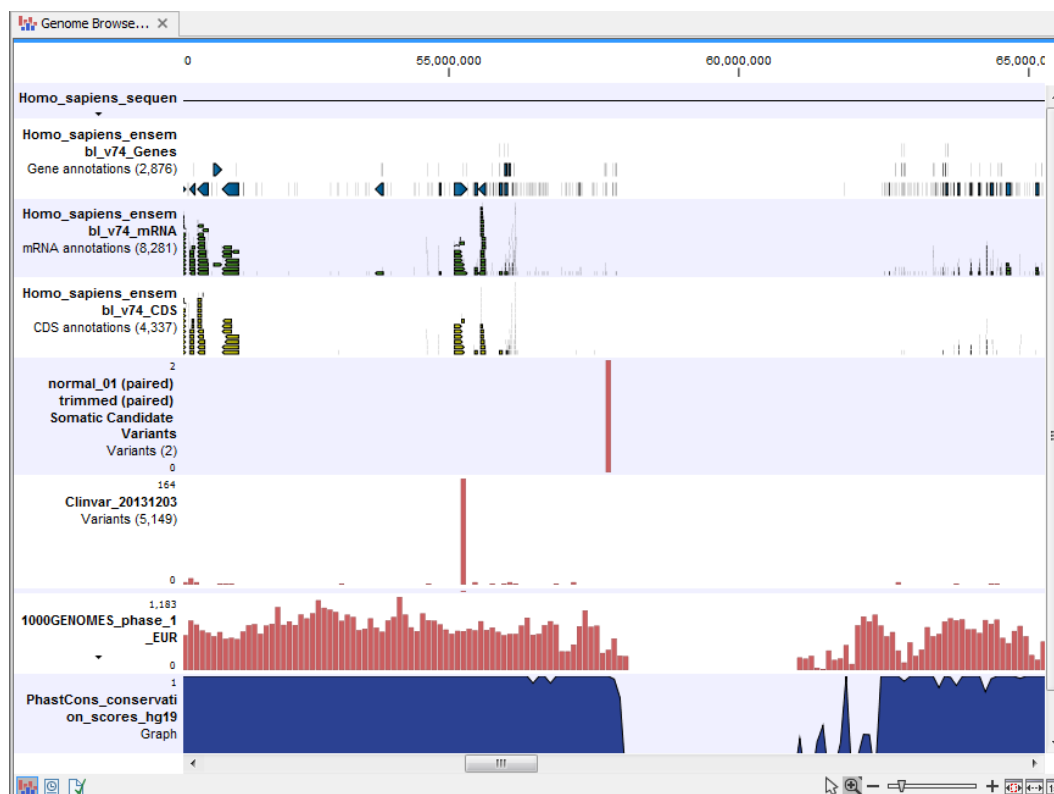 Genome Browse...
0
55,000,000
60,000,000
65,000,0
Homo_sapiens_sequen
Homo_sapiens_ensem
bl_v74_Genes
Gene annotations (2,876)
Homo_sapiens_ensem
bl_v74_mRNA
mRNA annotations (8,281)
Homo_sapiens_ensem
bl_v74_CDS
CDS annotations (4,337)
2
normal_01 (paired)
trimmed (paired)
Somatic Candidate
Variants
Variants (2)
0
164
Clinvar_20131203
Variants (5,149)
0
1,183
1000GENOMES_phase_1
_EUR
0
1
PhastCons_conservati
on_scores_hg19
Graph